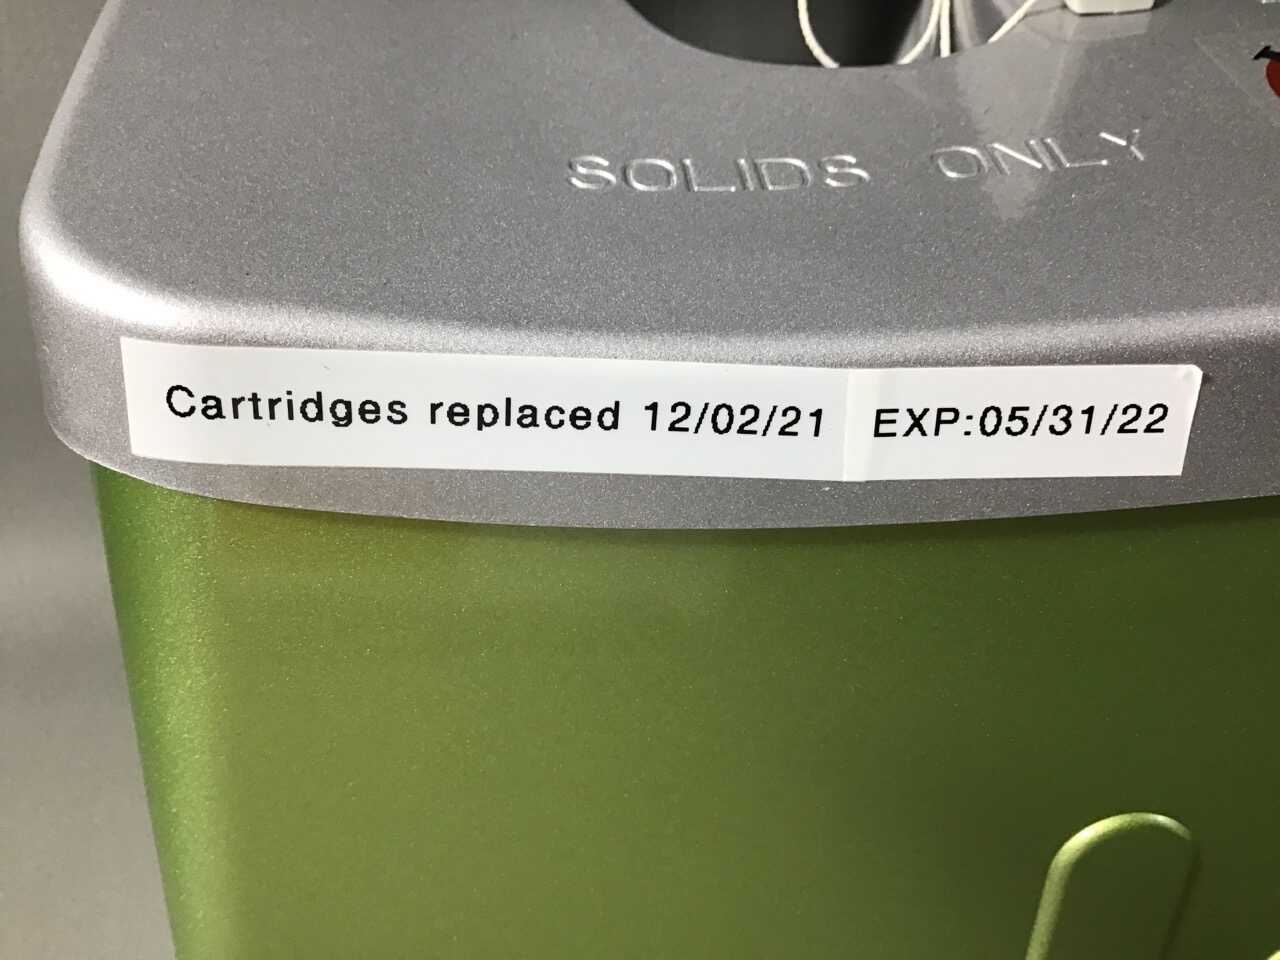 SOLIDS ONLY
Cartridges replaced 12/02/21 EXP:05/31/22